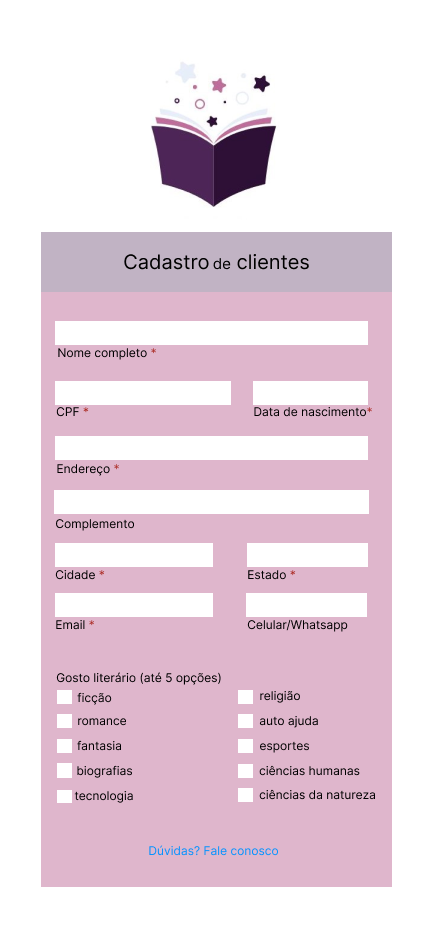 Cadastro de clientes
Nome completo *
CPF * Data de nascimento*
Endereço *
Complemento
Cidade * Estado *
Email * Celular/Whatsapp
Gosto literário (até 5 opções)
ficção religião
romance auto ajuda
fantasia esportes
biografias ciências humanas
tecnologia ciências da natureza
Dúvidas? Fale conosco